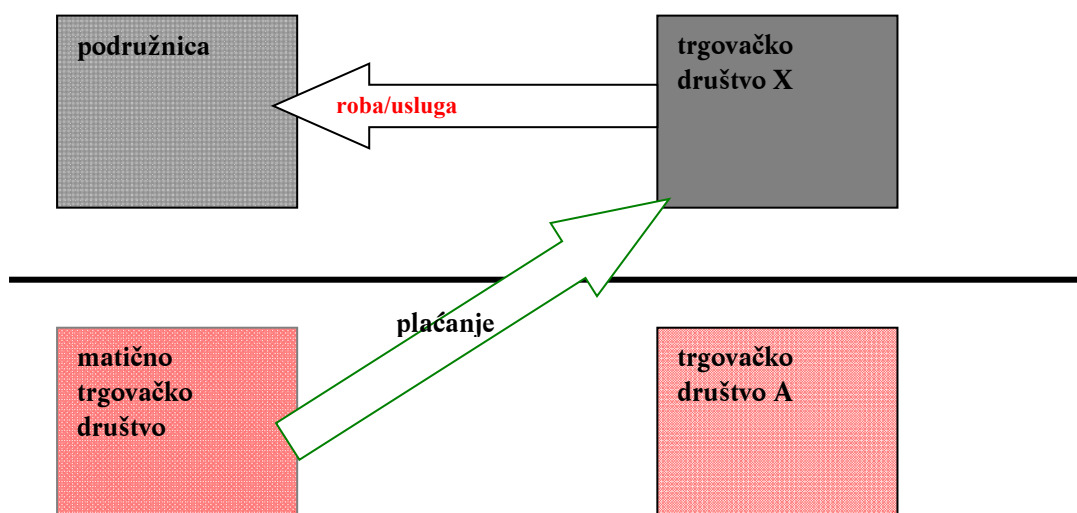 podružnica
trgovačko
društvo X
roba/usluga
plaćanje
matično
trgovačko
društvo
trgovačko
društvo A